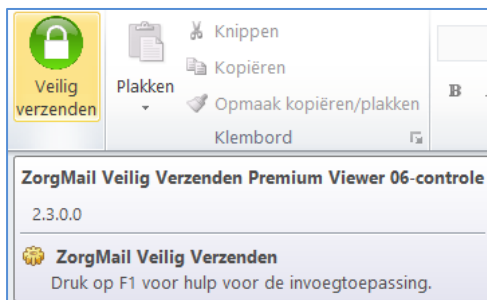 Veilig
verzenden
Plakken
Knippen
Kopiëren
Opmaak kopiëren/plakken
Klembord
B
ZorgMail Veilig Verzenden Premium Viewer 06-controle
2.3.0.0
ZorgMail Veilig Verzenden
Druk op F1 voor hulp voor de invoegtoepassing.